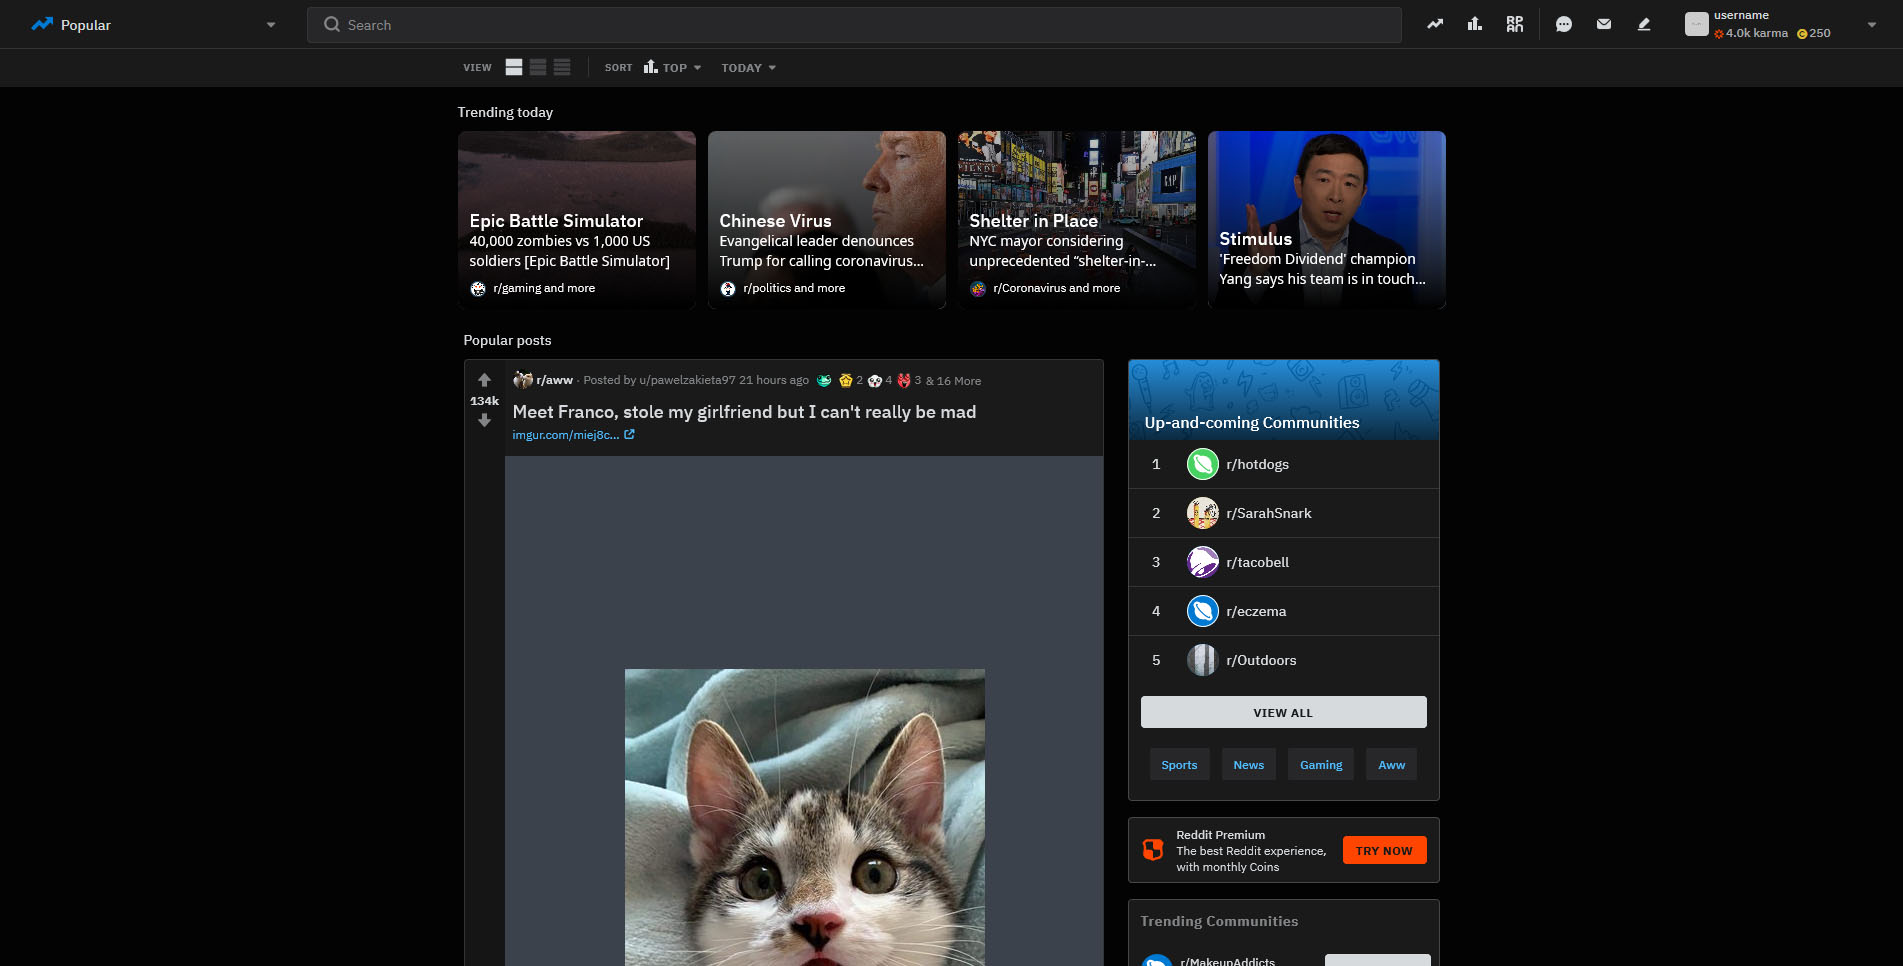 Popular
Search
RPAN
username
4.0k karma
250
VIEW
SORT
TOP
TODAY
Trending today
Epic Battle Simulator
40,000 zombies vs 1,000 US
soldiers [Epic Battle Simulator]
r/gaming and more
Chinese Virus
Evangelical leader denounces
Trump for calling coronavirus...
r/politics and more
GAP
Shelter in Place
NYC mayor considering
unprecedented “shelter-in-...
r/Coronavirus and more
Stimulus
'Freedom Dividend' champion
Yang says his team is in touch...
Popular posts
134k
r/aww · Posted by u/pawelzakieta97 21 hours ago 2 4 3 & 16 More
Meet Franco, stole my girlfriend but I can't really be mad
imgur.com/miej8c...
Up-and-coming Communities
1 r/hotdogs
2 r/SarahSnark
3 r/tacobell
4 r/eczema
5 r/Outdoors
VIEW ALL
Sports News Gaming Aww
Reddit Premium
The best Reddit experience,
with monthly Coins
TRY NOW
Trending Communities
r/MakeupAddicts